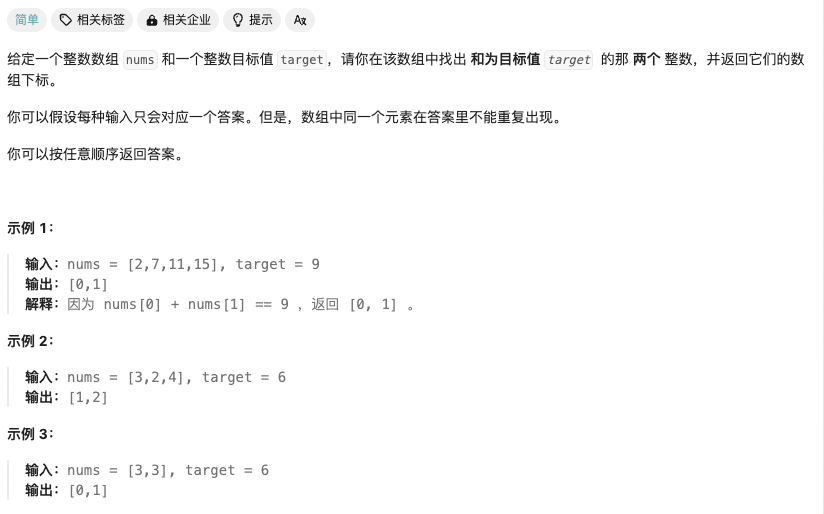 简单 相关标签 相关企业 提示 A文
给定一个整数数组 nums 和一个整数目标值 target，请你在该数组中找出 和为目标值 target 的那 两个 整数，并返回它们的数
组下标。
你可以假设每种输入只会对应一个答案。但是，数组中同一个元素在答案里不能重复出现。
你可以按任意顺序返回答案。
示例 1：
输入：nums = [2,7,11,15], target = 9
输出：[0,1]
解释：因为 nums[0] + nums[1] == 9 ，返回 [0, 1] 。
示例 2：
输入：nums = [3,2,4], target = 6
输出：[1,2]
示例 3：
输入：nums = [3,3], target = 6
输出：[0,1]